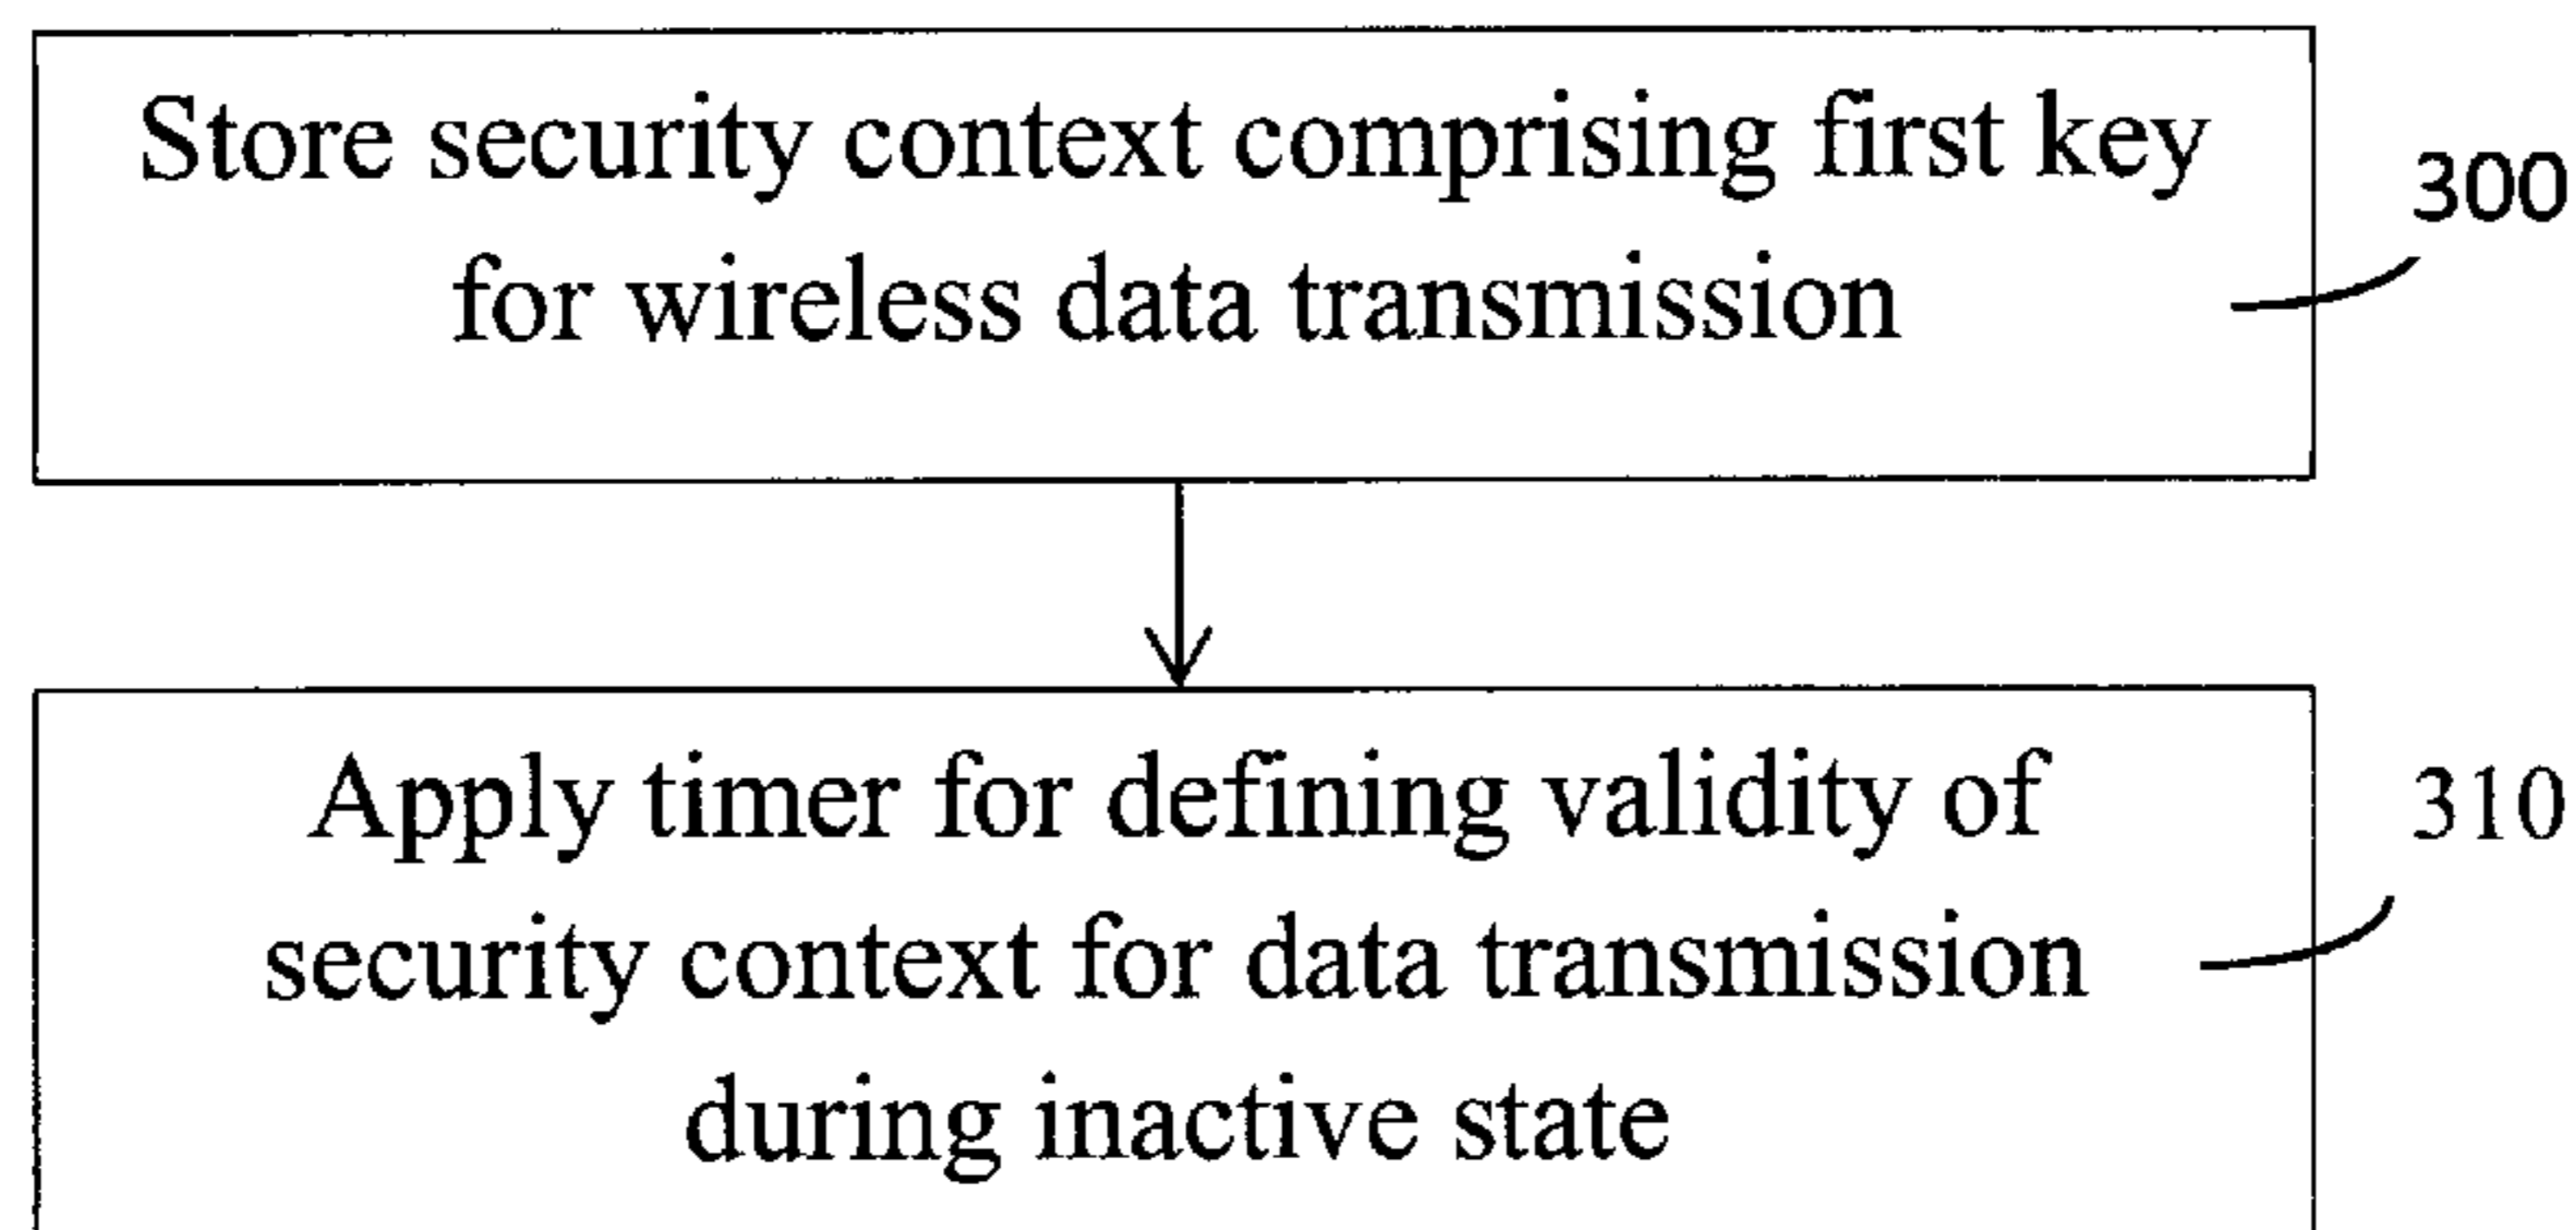 Store security context comprising first key
for wireless data transmission
300
Apply timer for defining validity of
security context for data transmission
during inactive state
310